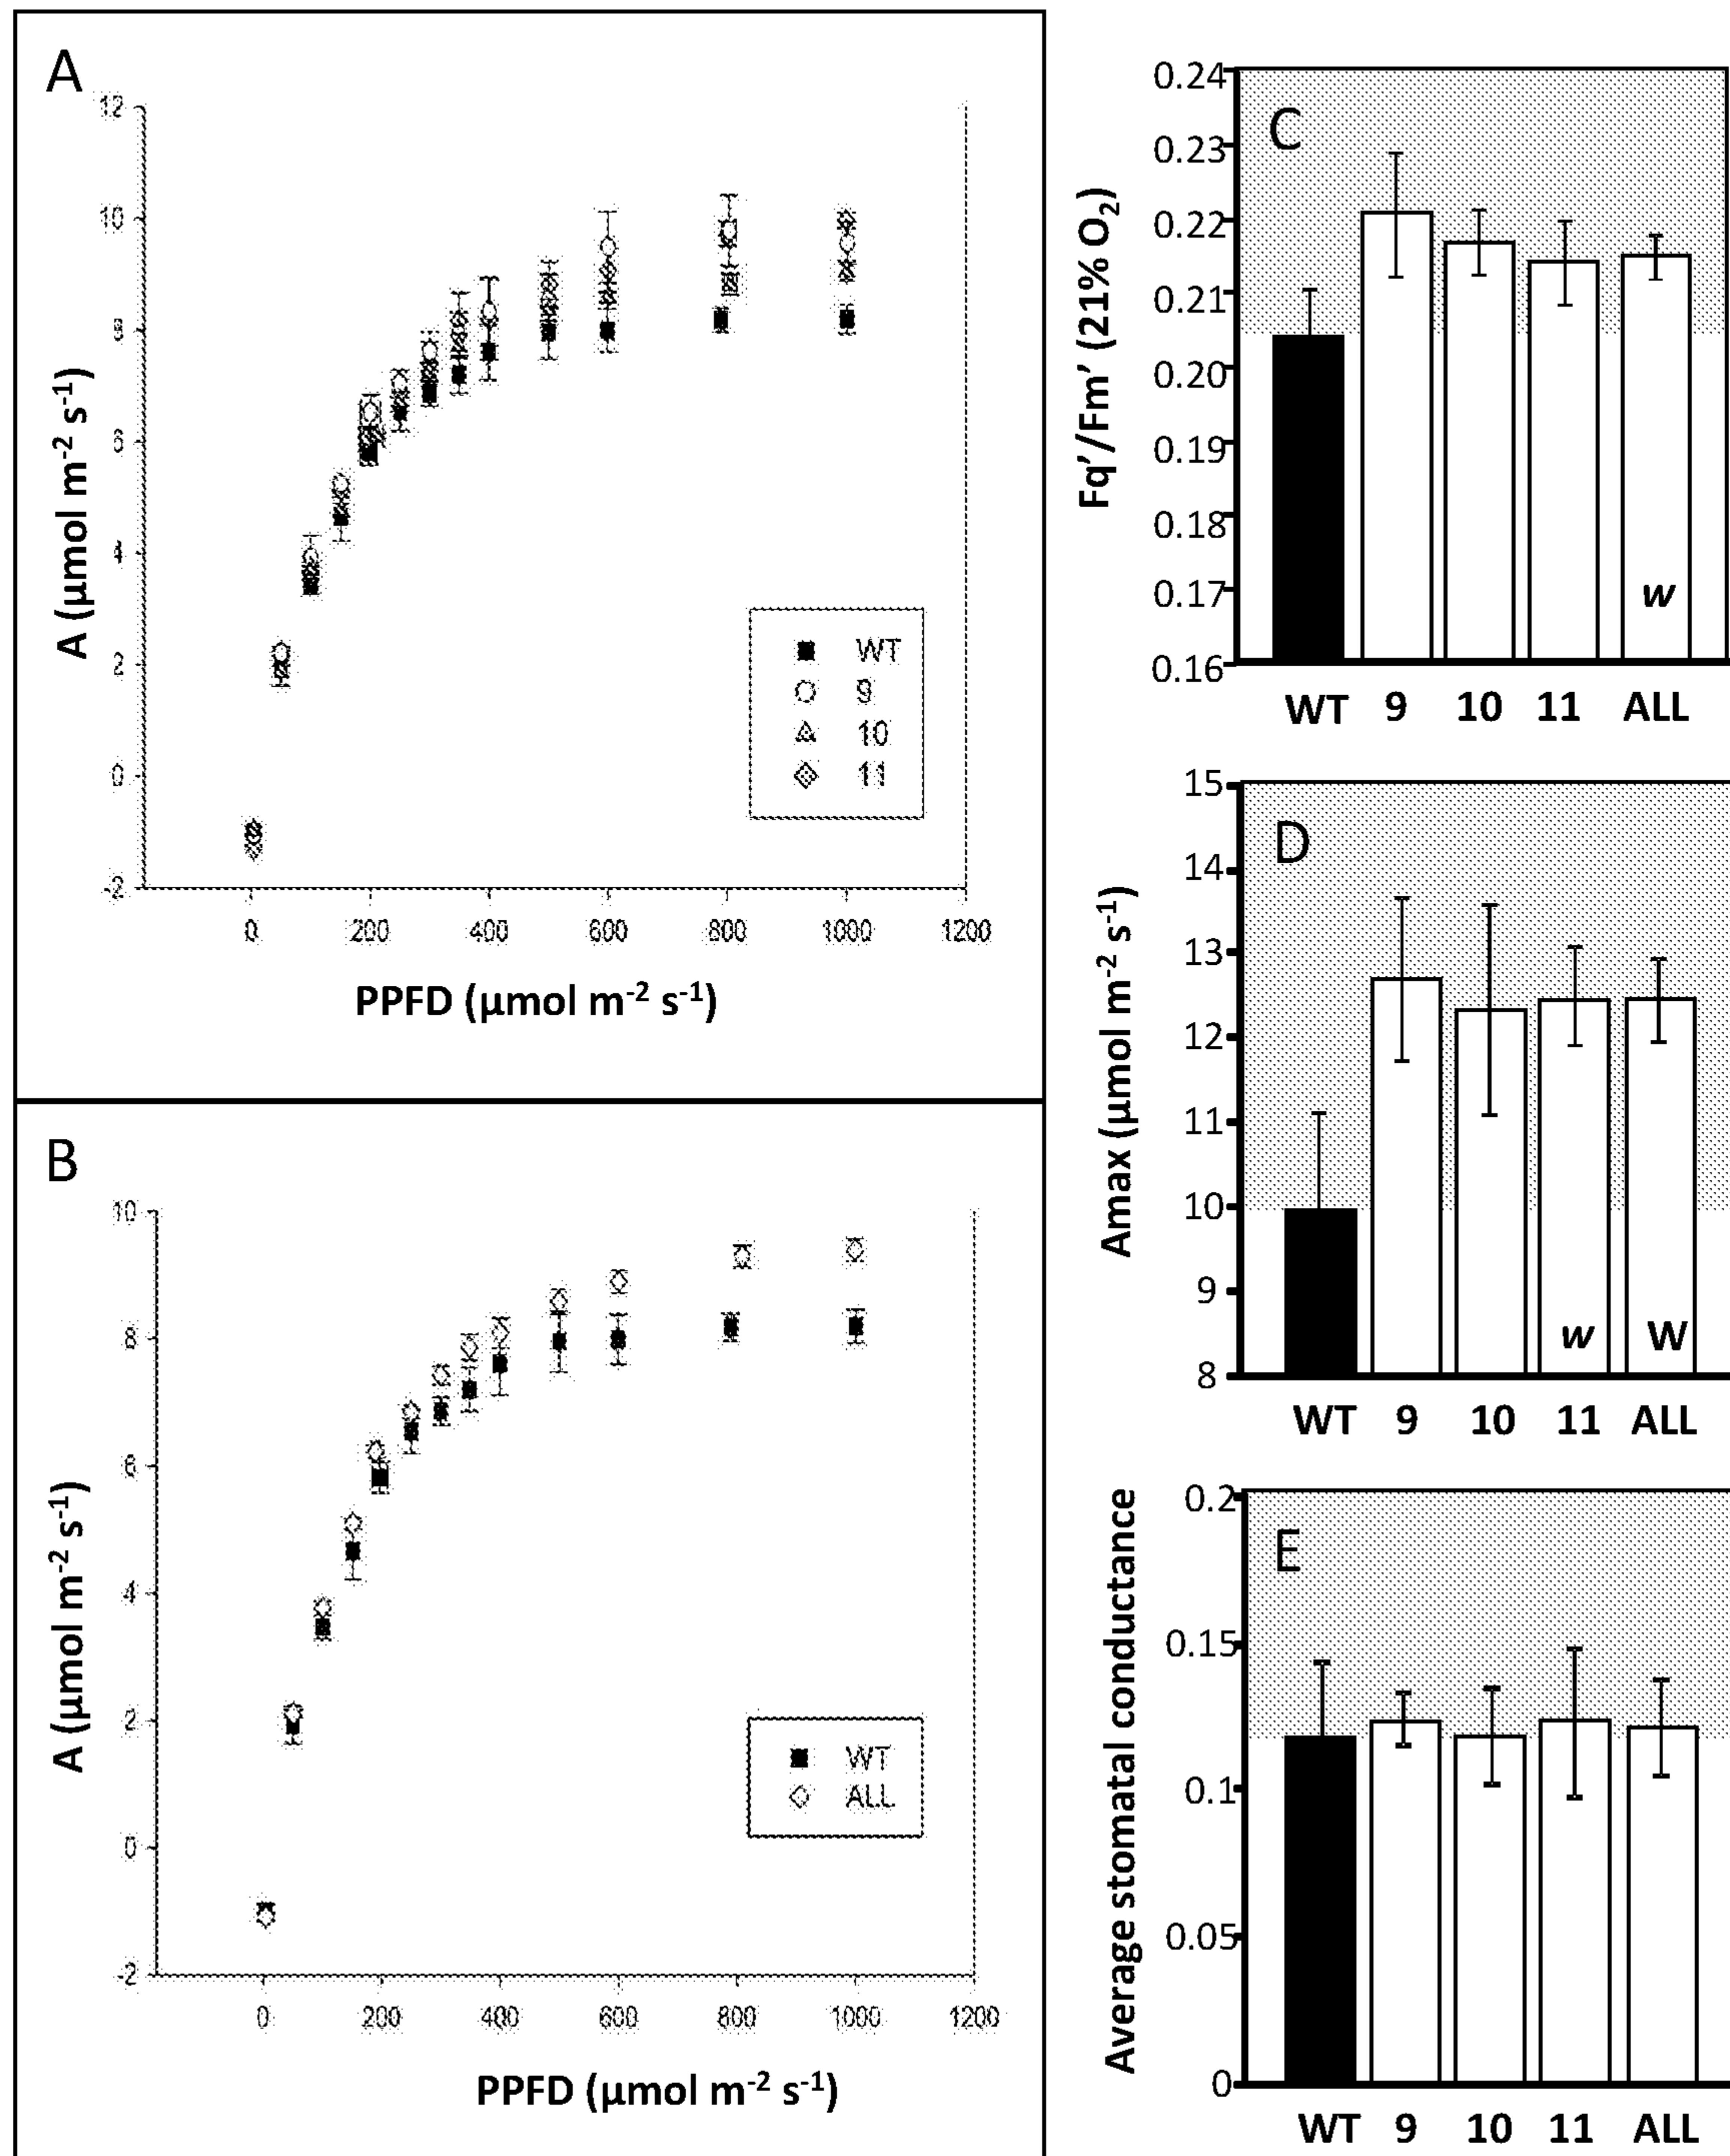 A
12
10
8
6
4
2
0
-2
A (µmol m-2 s-1)
0 200 400 600 800 1000 1200
PPFD (µmol m-2 s-1)
WT
9
10
11
B
10
8
6
4
2
0
-2
A (µmol m-2 s-1)
0 200 400 600 800 1000 1200
PPFD (µmol m-2 s-1)
WT
ALL
C
0.24
0.23
0.22
0.21
0.20
0.19
0.18
0.17
0.16
Fq’/Fm’ (21% O2)
w
WT 9 10 11 ALL
D
15
14
13
12
11
10
9
8
Amax (µmol m-2 s-1)
w W
WT 9 10 11 ALL
E
0.2
0.15
0.1
0.05
0
Average stomatal conductance
WT 9 10 11 ALL